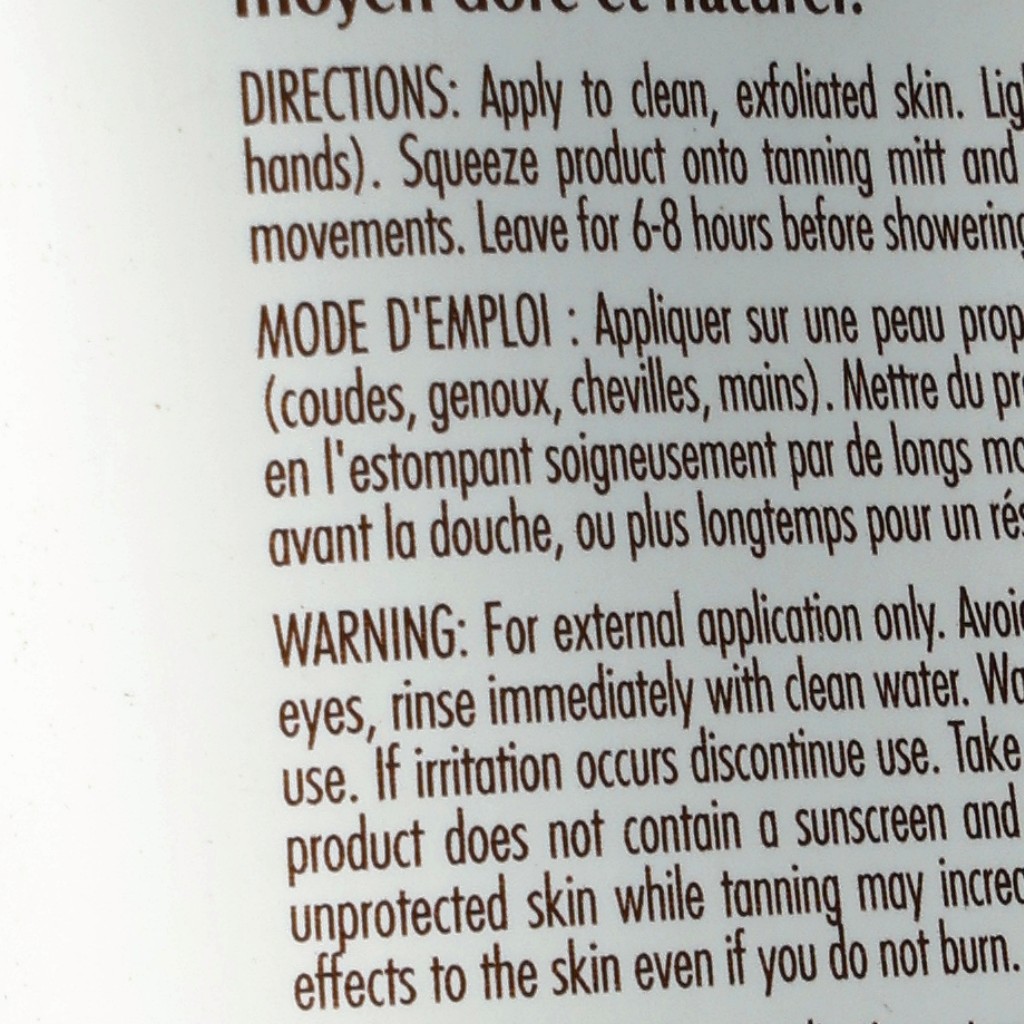 moyen doré et naturel.
DIRECTIONS: Apply to clean, exfoliated skin.
hands). Squeeze product onto tanning mitt and
movements. Leave for 6-8 hours before showering
MODE D'EMPLOI : Appliquer sur une peau
(coudes, genoux, chevilles, mains). Mettre du
en l'estompant soigneusement par de longs
avant la douche, ou plus longtemps pour un
WARNING: For external application only.
eyes, rinse immediately with clean water.
use. If irritation occurs discontinue use. Take
product does not contain a sunscreen and
unprotected skin while tanning may
effects to the skin even if you do not burn.